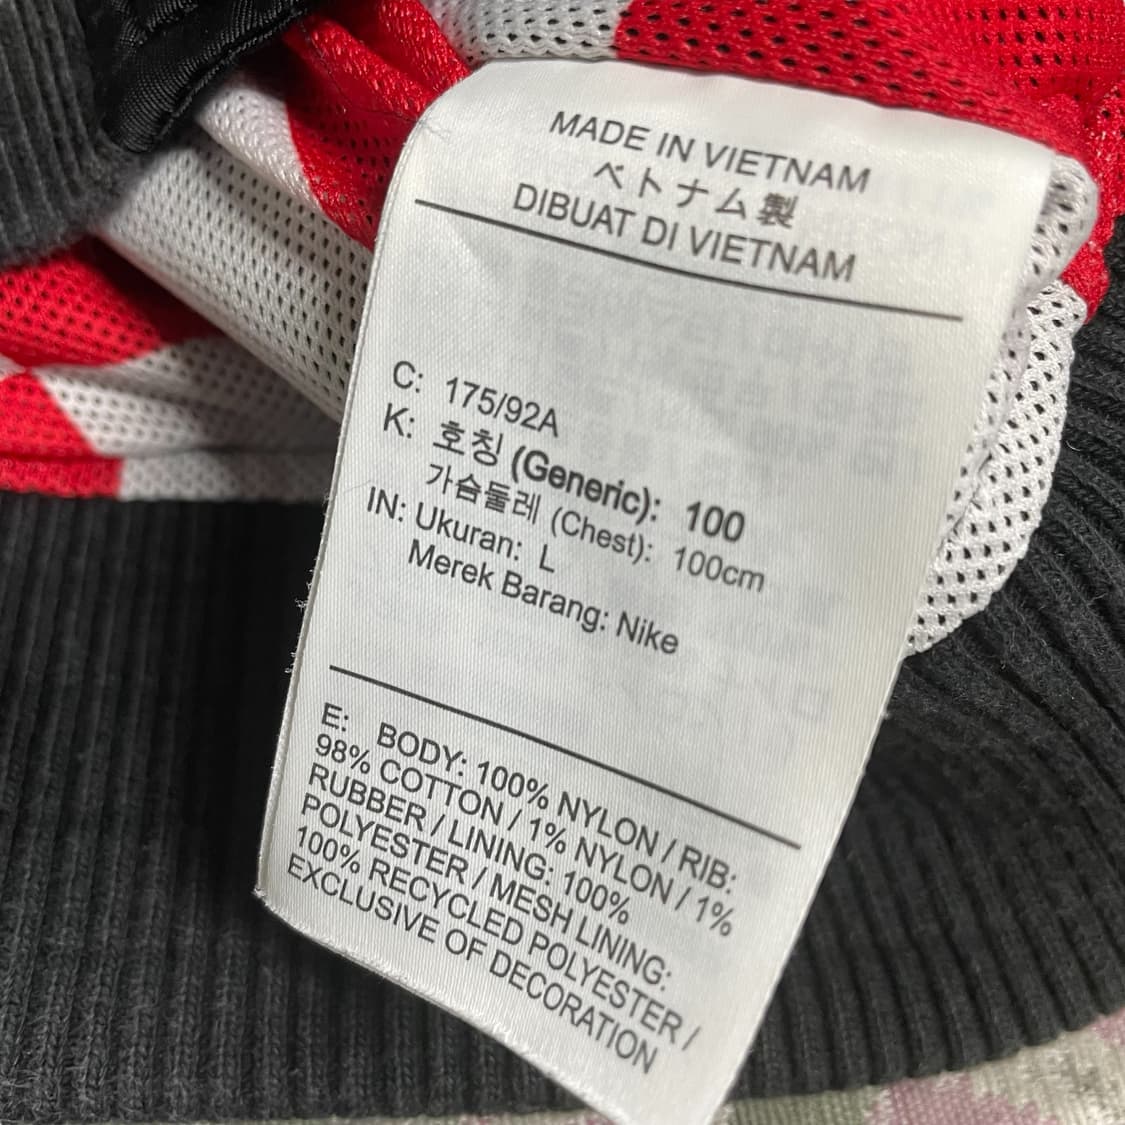 MADE IN VIETNAM
ベトナム製
DIBUAT DI VIETNAM
C: 175/92A
K: 호칭 (Generic): 100
가슴둘레 (Chest): 100cm
IN: Ukuran: L
Merek Barang: Nike
E: BODY: 100% NYLON / RIB:
98% COTTON / 1% NYLON / 1%
RUBBER / LINING: 100%
POLYESTER / MESH LINING:
100% RECYCLED POLYESTER /
EXCLUSIVE OF DECORATION